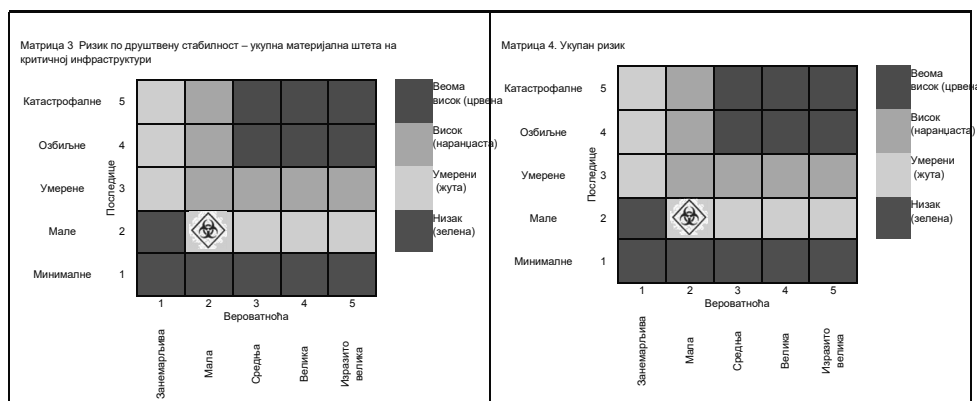 Матрица 3 Ризик по друштвену стабилност – укупна материјална штета на
критичној инфраструктури
Катастрофалне 5
Озбиљне 4
Умерене 3
Мале 2
Минималне 1
Последице
1 2 3 4 5
Вероватноћа
Занемарљива
Мала
Средња
Велика
Изразито
велика
Веома
висок (црвена
Висок
(наранџаста)
Умерени
(жута)
Низак
(зелена)
Матрица 4. Укупан ризик
Катастрофалне 5
Озбиљне 4
Умерене 3
Мале 2
Минималне 1
Последице
1 2 3 4 5
Вероватноћа
Занемарљива
Мала
Средња
Велика
Изразито
велика
Веома
висок (црвена
Висок
(наранџаста)
Умерени
(жута)
Низак
(зелена)